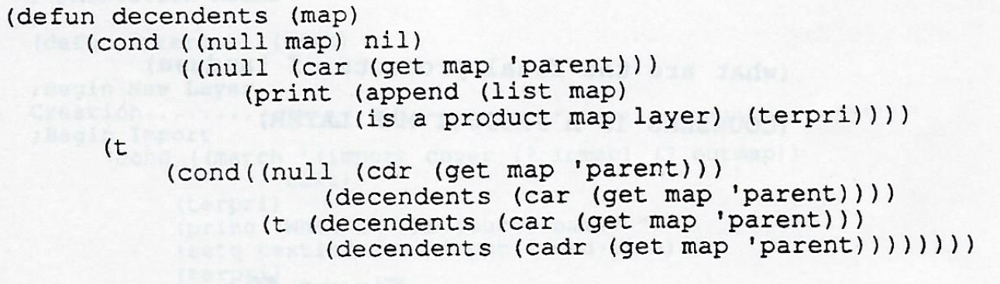 (defun decendents (map)
(cond ((null map) nil)
((null (car (get map 'parent)))
(print (append (list map)
(is a product map layer) (terpri))))
(t
(cond((null (cdr (get map 'parent)))
(decendents (car (get map 'parent))))
(t (decendents (car (get map 'parent)))
(decendents (cadr (get map 'parent))))))))